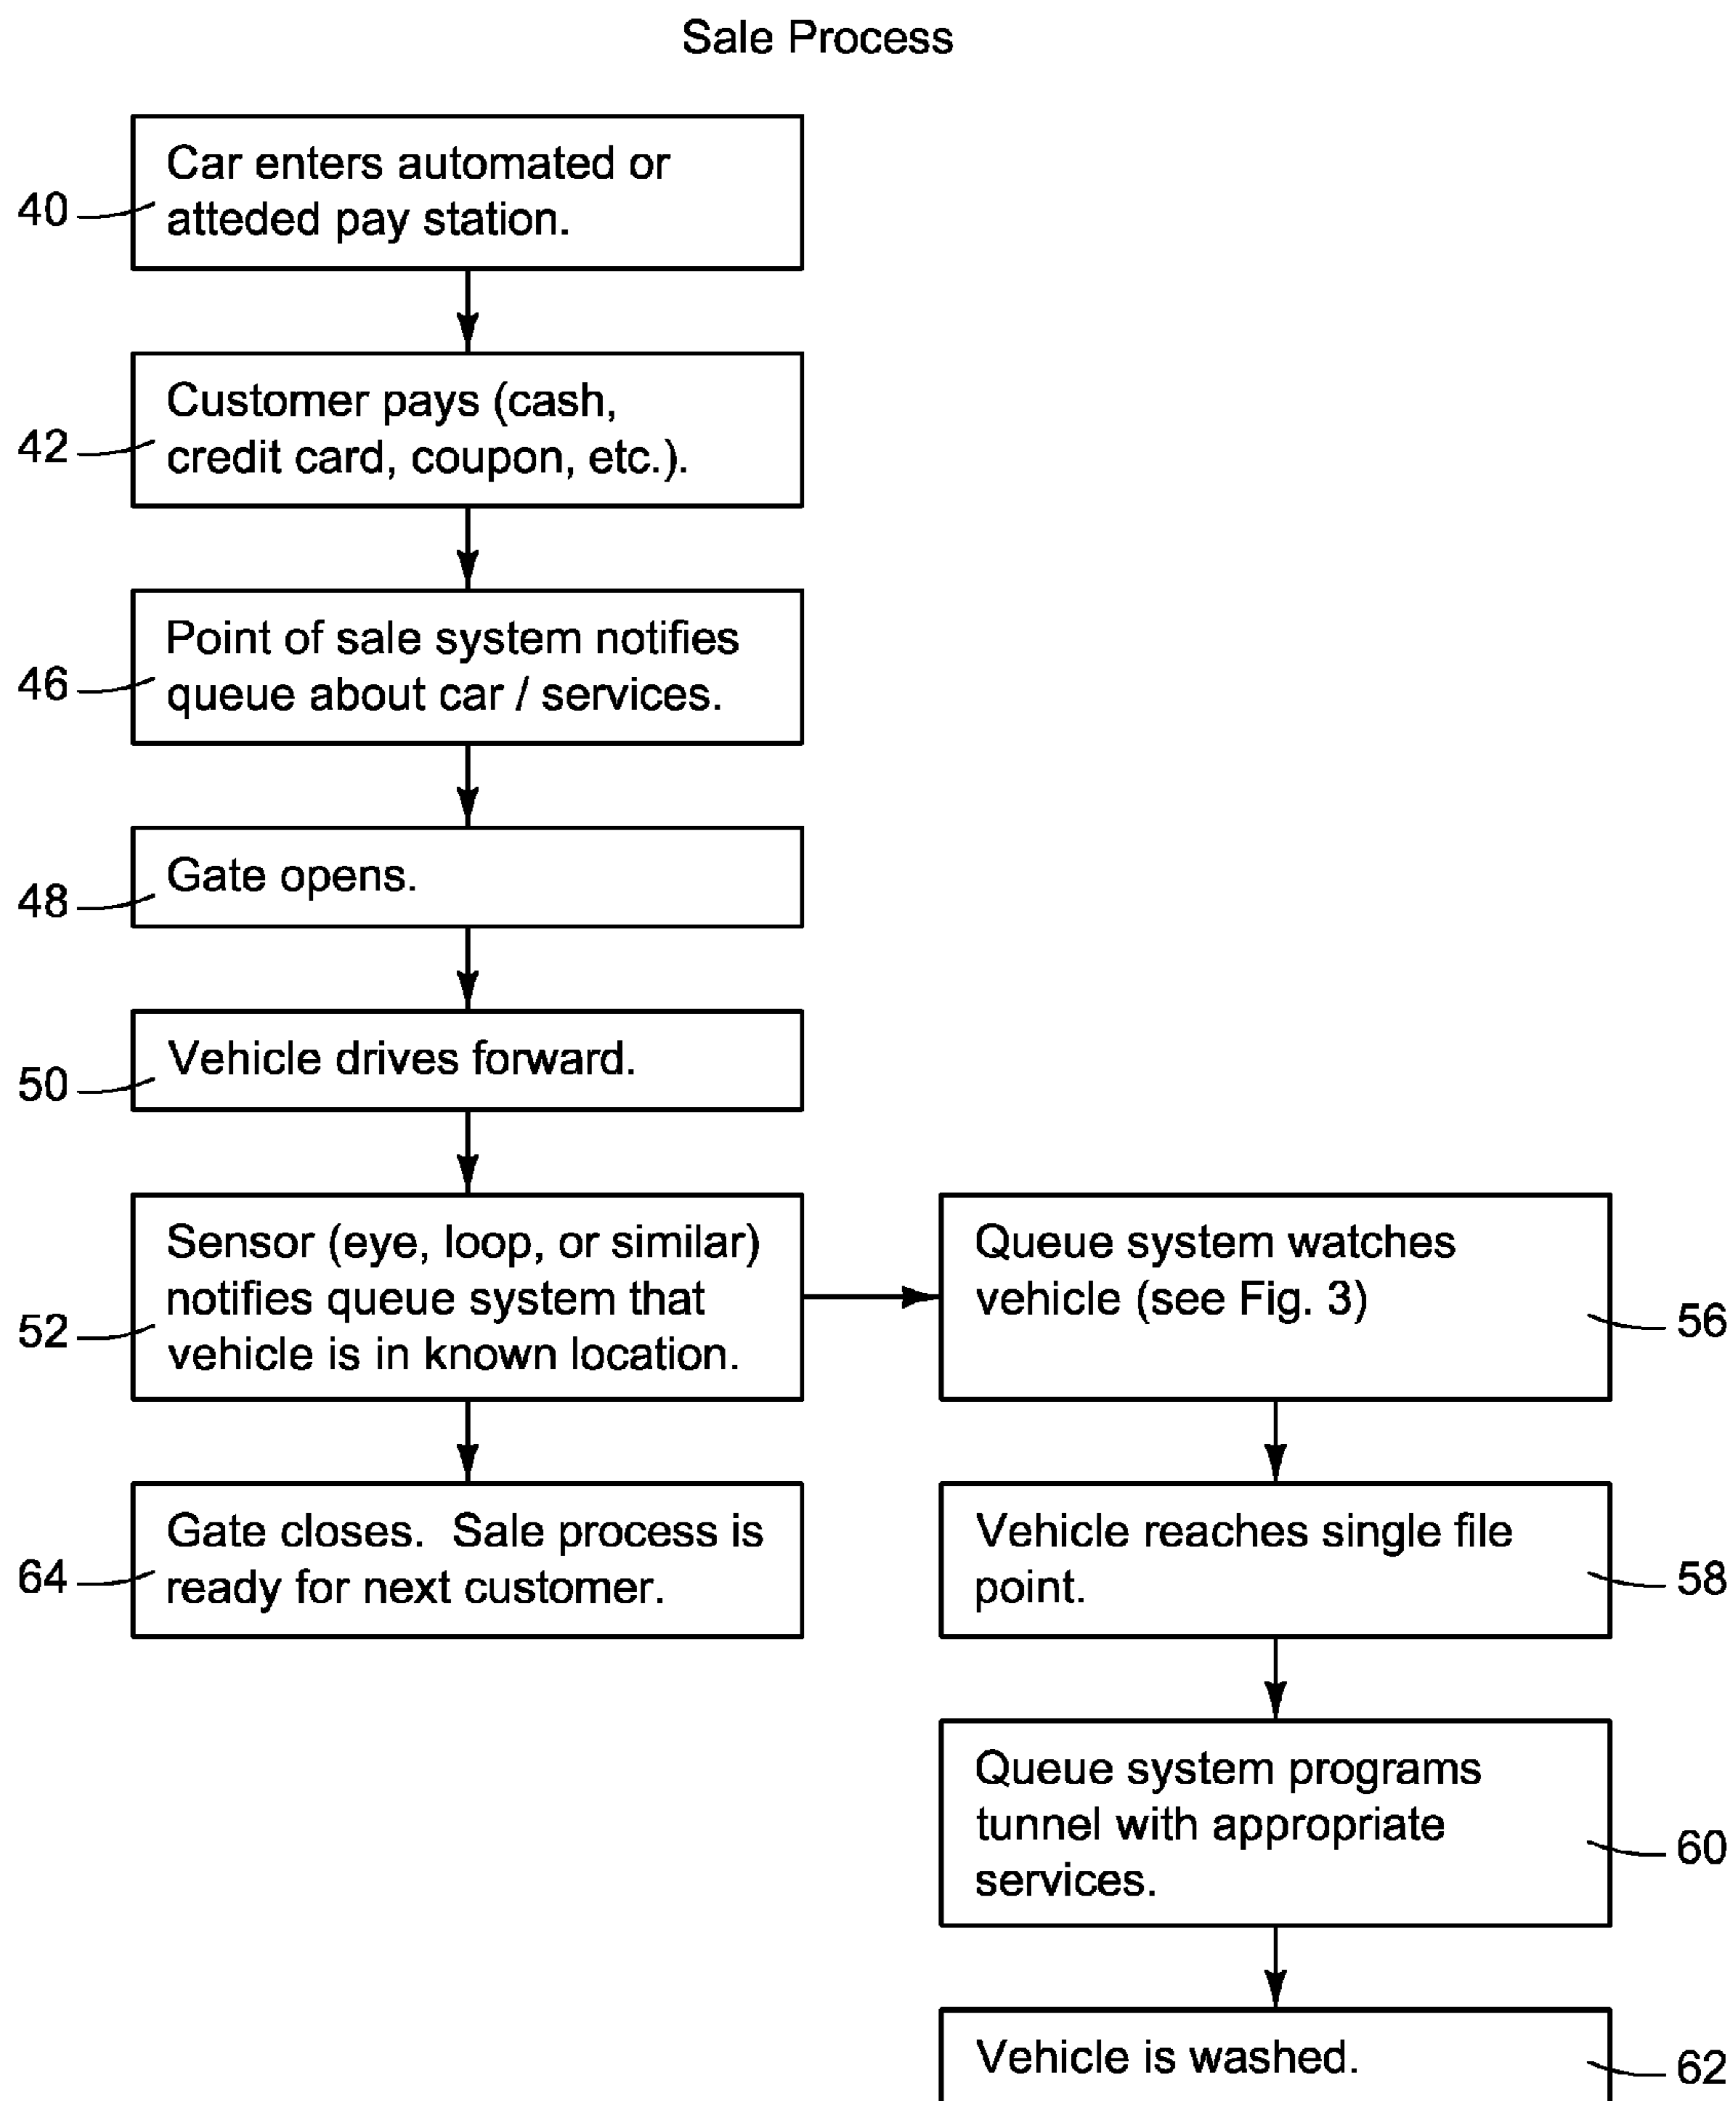 Sale Process
40
Car enters automated or
atteded pay station.
42
Customer pays (cash,
credit card, coupon, etc.).
46
Point of sale system notifies
queue about car / services.
48
Gate opens.
50
Vehicle drives forward.
52
Sensor (eye, loop, or similar)
notifies queue system that
vehicle is in known location.
Queue system watches
vehicle (see Fig. 3)
56
64
Gate closes.  Sale process is
ready for next customer.
Vehicle reaches single file
point.
58
Queue system programs
tunnel with appropriate
services.
60
Vehicle is washed.
62